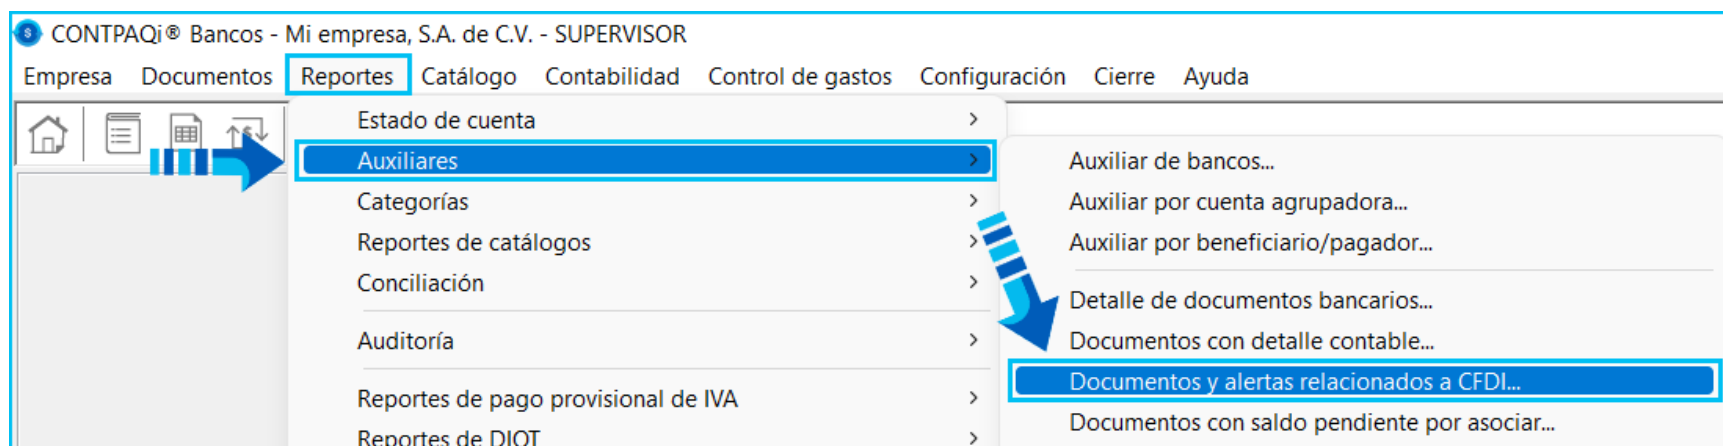 CONTPAQi® Bancos - Mi empresa, S.A. de C.V. - SUPERVISOR
Empresa Documentos Reportes Catálogo Contabilidad Control de gastos Configuración Cierre Ayuda
Estado de cuenta
Auxiliares
Categorías
Reportes de catálogos
Conciliación
Auditoría
Reportes de pago provisional de IVA
Reportes de DIOT
Auxiliar de bancos...
Auxiliar por cuenta agrupadora...
Auxiliar por beneficiario/pagador...
Detalle de documentos bancarios...
Documentos con detalle contable...
Documentos y alertas relacionados a CFDI...
Documentos con saldo pendiente por asociar...